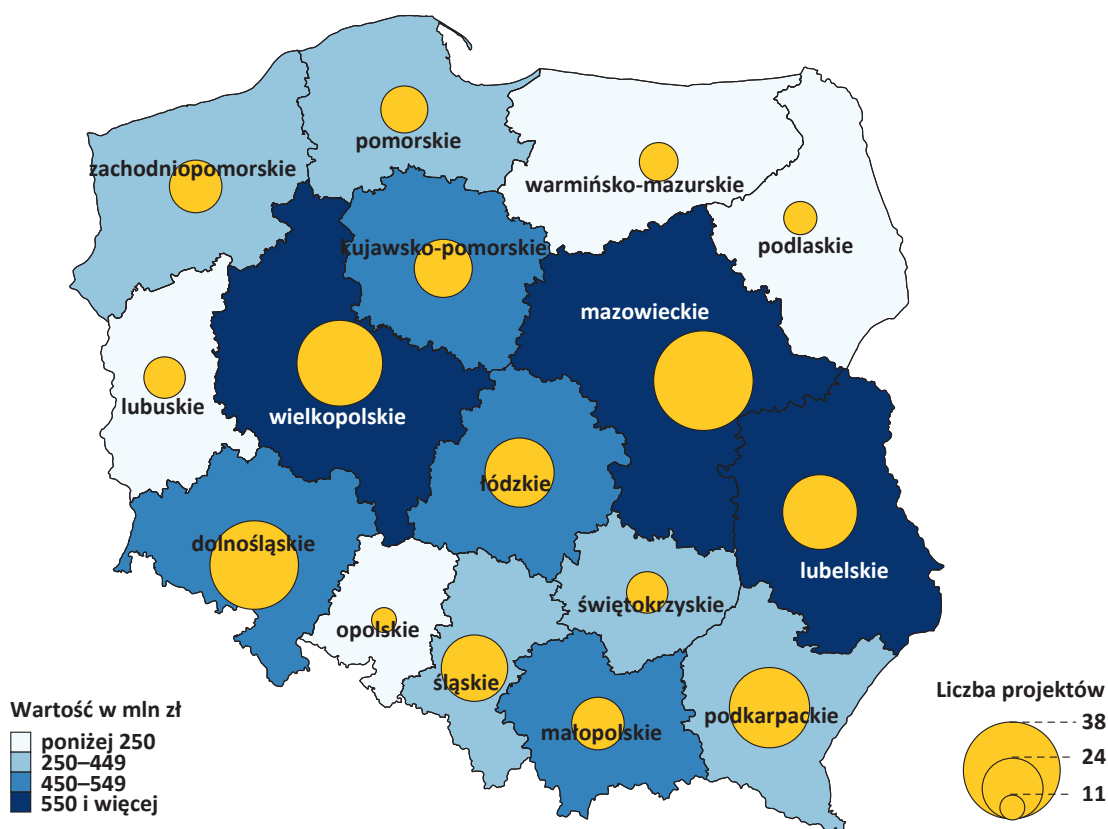 pomorskie
zachodniopomorskie
warmińsko-mazurskie
podlaskie
kujawsko-pomorskie
mazowieckie
lubuskie
wielkopolskie
łódzkie
dolnośląskie
lubelskie
świętokrzyskie
opolskie
śląskie
małopolskie
podkarpackie
Wartość w mln zł
poniżej 250
250–449
450–549
550 i więcej
Liczba projektów
38
24
11